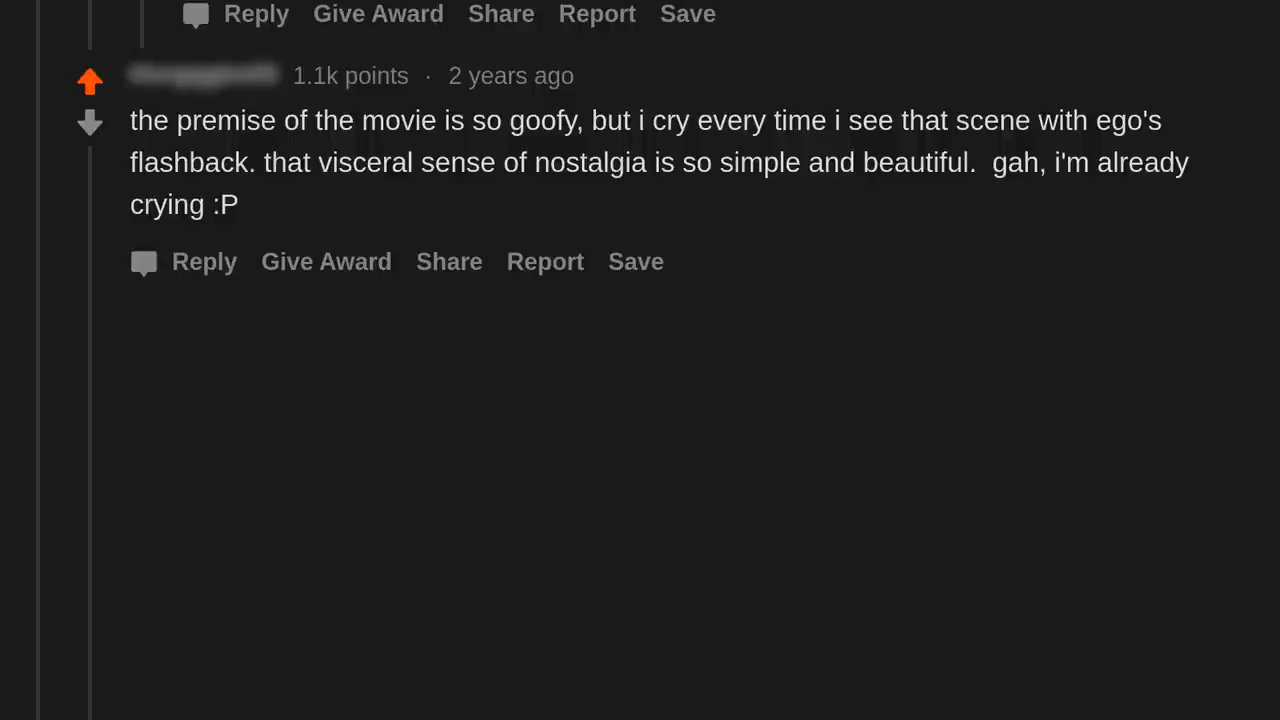 Reply Give Award Share Report Save
1.1k points · 2 years ago
the premise of the movie is so goofy, but i cry every time i see that scene with ego's
flashback. that visceral sense of nostalgia is so simple and beautiful.  gah, i'm already
crying :P
Reply Give Award Share Report Save